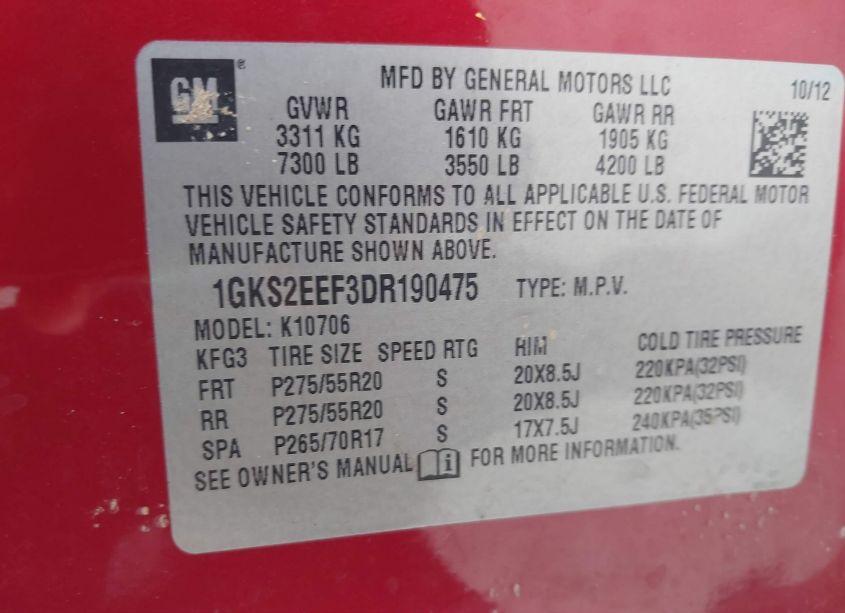 GM ®
MFD BY GENERAL MOTORS LLC 10/12
GVWR GAWR FRT GAWR RR
3311 KG 1610 KG 1905 KG
7300 LB 3550 LB 4200 LB
THIS VEHICLE CONFORMS TO ALL APPLICABLE U.S. FEDERAL MOTOR
VEHICLE SAFETY STANDARDS IN EFFECT ON THE DATE OF
MANUFACTURE SHOWN ABOVE.
1GKS2EEF3DR190475 TYPE: M.P.V.
MODEL: K10706
KFG3 TIRE SIZE SPEED RTG RIM COLD TIRE PRESSURE
FRT P275/55R20 S 20X8.5J 220KPA(32PSI)
RR P275/55R20 S 20X8.5J 220KPA(32PSI)
SPA P265/70R17 S 17X7.5J 240KPA(35PSI)
SEE OWNER'S MANUAL i FOR MORE INFORMATION.